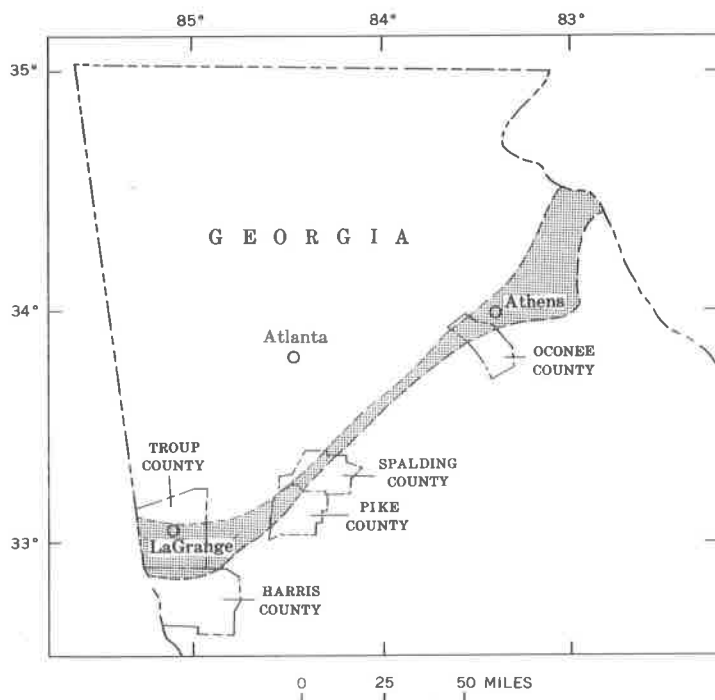 85° 84° 83°
35°
GEORGIA
34°
Athens
Atlanta
OCONEE
COUNTY
TROUP
COUNTY
SPALDING
COUNTY
PIKE
COUNTY
33°
LaGrange
HARRIS
COUNTY
0 25 50 MILES